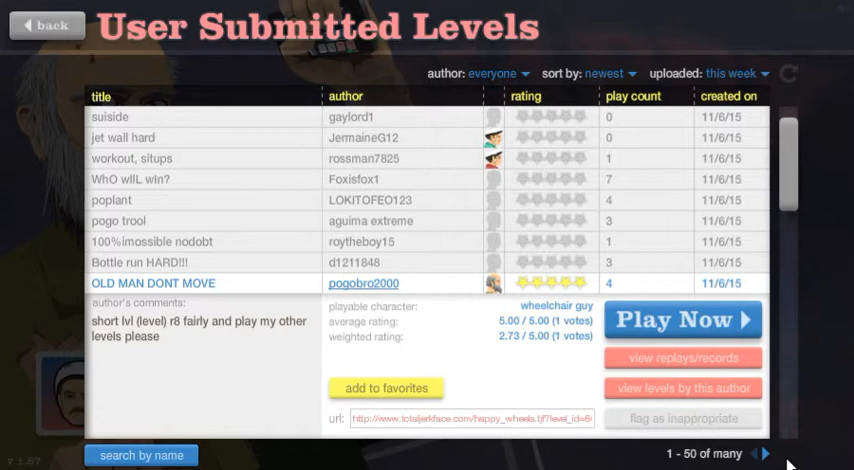 back
User Submitted Levels
author: everyone sort by: newest uploaded: this week
title author rating play count created on
suiside gaylord1 0 11/6/15
jet wall hard JermaineG12 0 11/6/15
workout, situps rossman7825 1 11/6/15
WhO wIlL wIn? Foxisfox1 7 11/6/15
poplant LOKITOFEO123 4 11/6/15
pogo trool aguima extreme 3 11/6/15
100%imossible nodobt roytheboy15 1 11/6/15
Bottle run HARD!!! d1211848 3 11/6/15
OLD MAN DONT MOVE pogobro2000 4 11/6/15
author's comments:
short lvl (level) r8 fairly and play my other
levels please
playable character: wheelchair guy
average rating: 5.00 / 5.00 (1 votes)
weighted rating: 2.73 / 5.00 (1 votes)
add to favorites
url: http://www.totaljerkface.com/happy_wheels.tjf?level_id=8
Play Now
view replays/records
view levels by this author
flag as inappropriate
search by name
1 - 50 of many
v 1.87